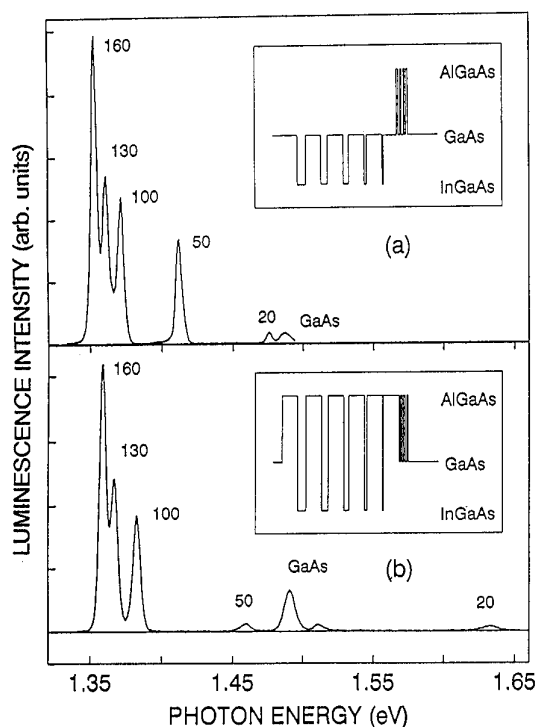 LUMINESCENCE INTENSITY (arb. units)
160
130
100
50
20
GaAs
AlGaAs
GaAs
InGaAs
(a)
160
130
100
50
GaAs
20
AlGaAs
GaAs
InGaAs
(b)
1.35
1.45
1.55
1.65
PHOTON ENERGY (eV)